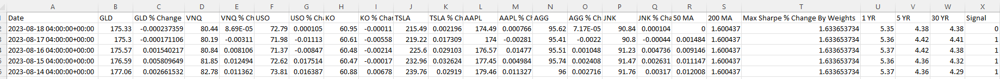 A B C D E F G H I J K L M N O P Q R S T U V W X
Date GLD GLD % Change VNQ VNQ % Ch USO USO % Cha KO KO % Chan TSLA TSLA % Ch AAPL AAPL % Ch AGG AGG % Ch JNK JNK % Cha 50 MA 200 MA Max Sharpe % Change By Weights 1 YR 5 YR 30 YR Signal
2023-08-18 04:00:00+00:00 175.33 -0.000237359 80.44 8.69E-05 72.79 0.000105 60.95 -0.00011 215.49 0.002196 174.49 0.000766 95.62 7.17E-05 90.84 0.000104 0 1.600437 1.633653734 5.35 4.38 4.38 0
2023-08-17 04:00:00+00:00 175.3 -0.000171106 80.19 -0.00311 71.98 -0.01113 60.61 -0.00558 219.22 0.017309 174 -0.00281 95.41 -0.0022 90.8 -0.00044 0.001484 1.600437 1.633653734 5.36 4.42 4.41 1
2023-08-16 04:00:00+00:00 175.57 0.001540217 80.84 0.008106 71.37 -0.00847 60.48 -0.00214 225.6 0.029103 176.57 0.01477 95.51 0.001048 91.23 0.004736 0.009146 1.600437 1.633653734 5.37 4.42 4.38 1
2023-08-15 04:00:00+00:00 176.59 0.005809649 81.85 0.012494 72.62 0.017514 60.47 -0.00017 232.96 0.032624 177.45 0.004984 95.74 0.002408 91.47 0.002631 0.011147 1.600437 1.633653734 5.36 4.36 4.32 1
2023-08-14 04:00:00+00:00 177.06 0.002661532 82.78 0.011362 73.81 0.016387 60.88 0.00678 239.76 0.02919 179.46 0.011327 96 0.002716 91.76 0.00317 0.012008 1.600437 1.633653734 5.37 4.36 4.29 1